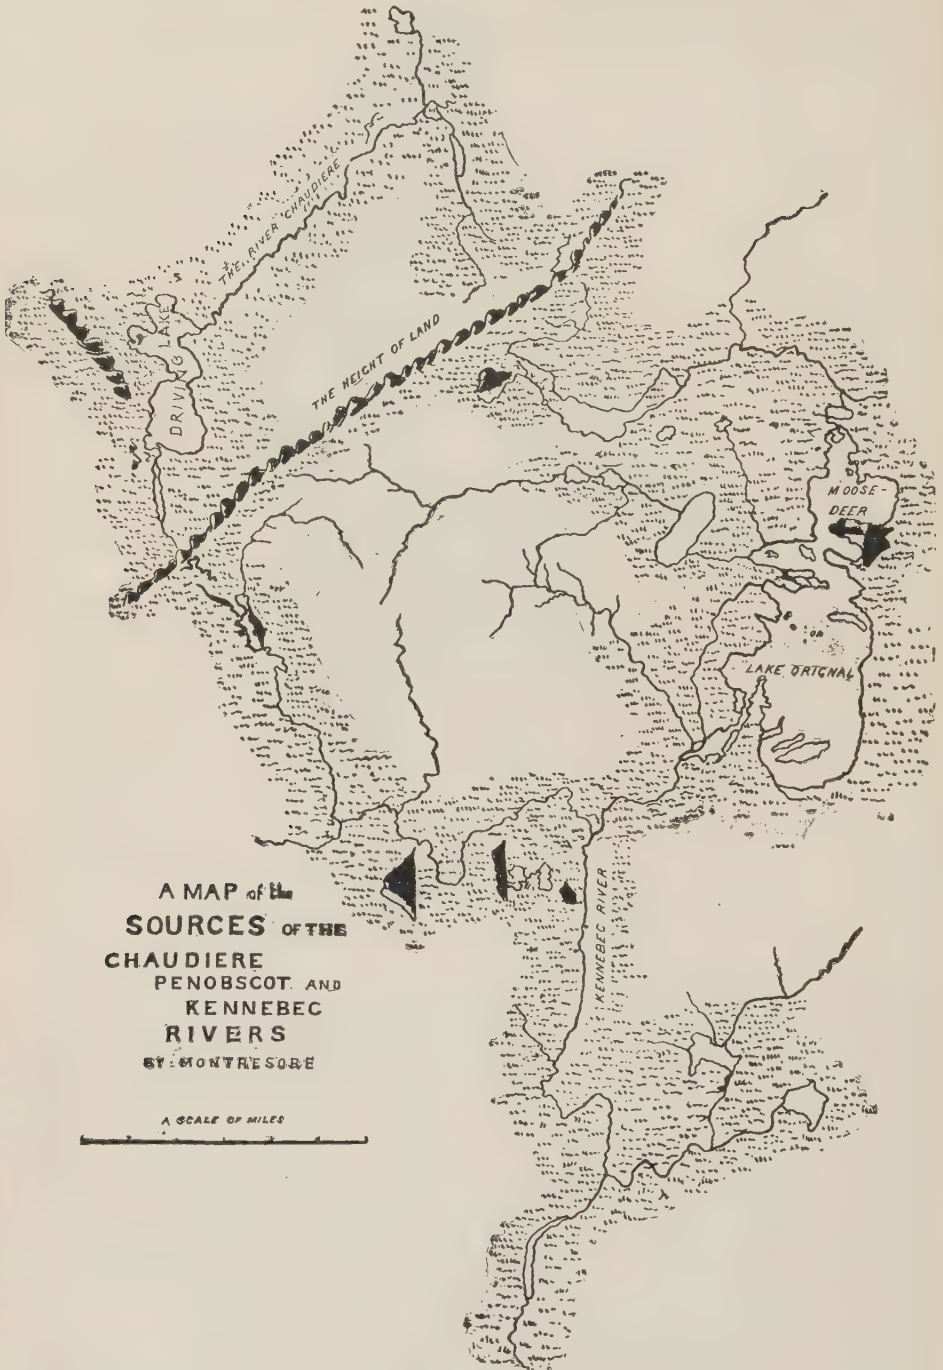 THE RIVER CHAUDIERE
DRIVING LAKE
THE HEIGHT OF LAND
MOOSE-
DEER
OR
LAKE ORIGNAL
KENNEBEC RIVER
A MAP of the
SOURCES OF THE
CHAUDIERE
PENOBSCOT AND
KENNEBEC
RIVERS
BY MONTRESORE
A SCALE OF MILES